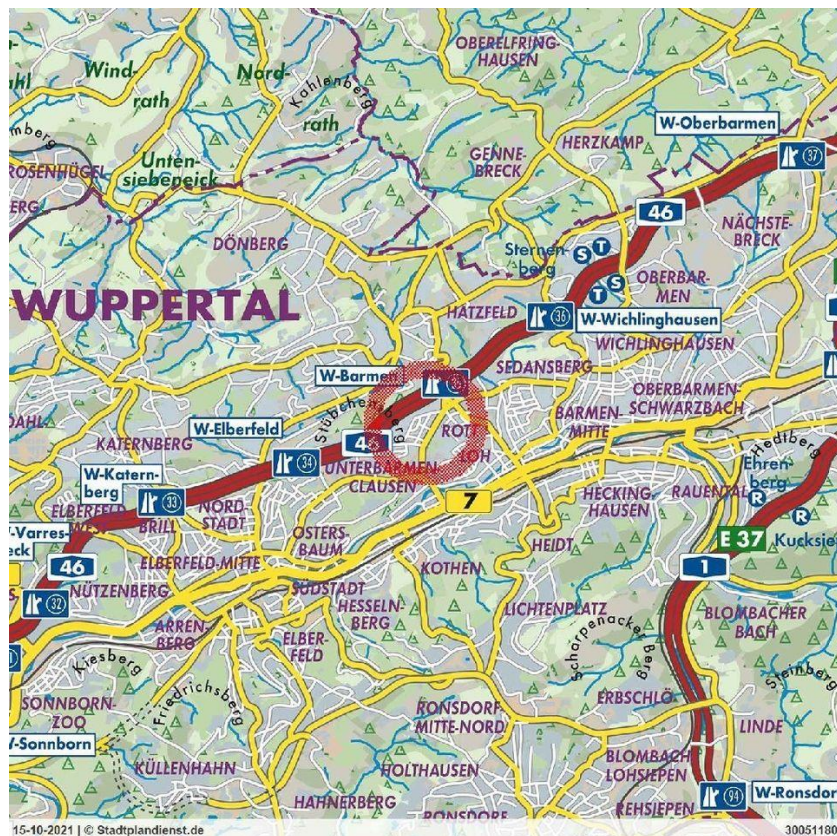 OBERELFRING-
HAUSEN
Wind-
rath
Nord-
rath
Kahlenberg
W-Oberbarmen
37
HERZKAMP
GENNE-
BRECK
Unten-
siebeneick
ROSENHÜGEL
46
NÄCHSTE-
BRECK
DÖNBERG
Sternen-
berg
S
T
T
S
OBERBAR-
MEN
WUPPERTAL
HATZFELD
36
W-Wichlinghausen
WICHLINGHAUSEN
SEDANSBERG
W-Barmen
OBERBARMEN-
SCHWARZBACH
BARMEN-
MITTE
Stübchensberg
ROTT
LOH
W-Elberfeld
34
KATERNBERG
UNTERBARMEN-
CLAUSEN
Hedtberg
Ehren-
berg
W-Katern-
berg
33
7
HECKING-
HAUSEN
RAUENTAL
R
R
ELBERFELD-
WEST
BRILL
NORD-
STADT
OSTERS-
BAUM
HEIDT
E 37
46
ELBERFELD-MITTE
KOTHEN
1
32
NÜTZENBERG
SÜDSTADT
HESSELN-
BERG
LICHTENPLATZ
BLOMBACHER
BACH
ARREN-
BERG
ELBER-
FELD
Scharpenacker Berg
Kiesberg
Steinberg
Friedrichsberg
SONNBORN-
ZOO
RONSDORF-
MITTE-NORD
ERBSCHLÖ-
LINDE
W-Sonnborn
KÜLLENHAHN
HOLTHAUSEN
BLOMBACH-
LOHSIEPEN
94
W-Ronsdorf
HAHNERBERG
RONSDORF
REHSIEPEN
15-10-2021 | © Stadtplandienst.de